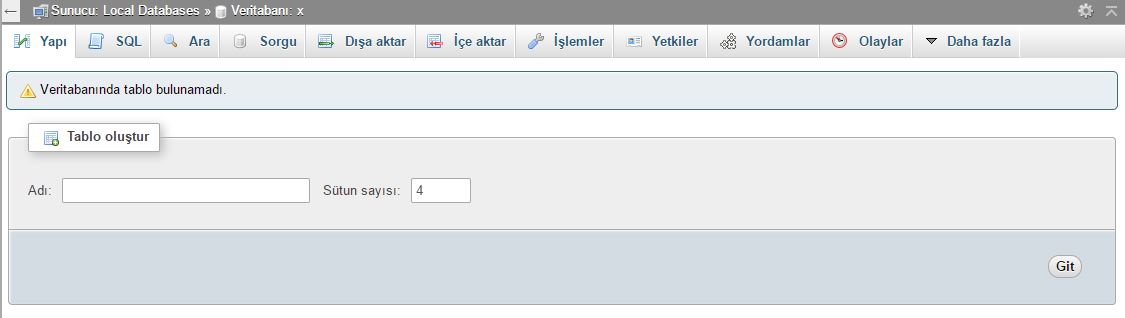 Sunucu: Local Databases » Veritabanı: x
Yapı SQL Ara Sorgu Dışa aktar İçe aktar İşlemler Yetkiler Yordamlar Olaylar Daha fazla
Veritabanında tablo bulunamadı.
Tablo oluştur
Adı: Sütun sayısı: 4
Git